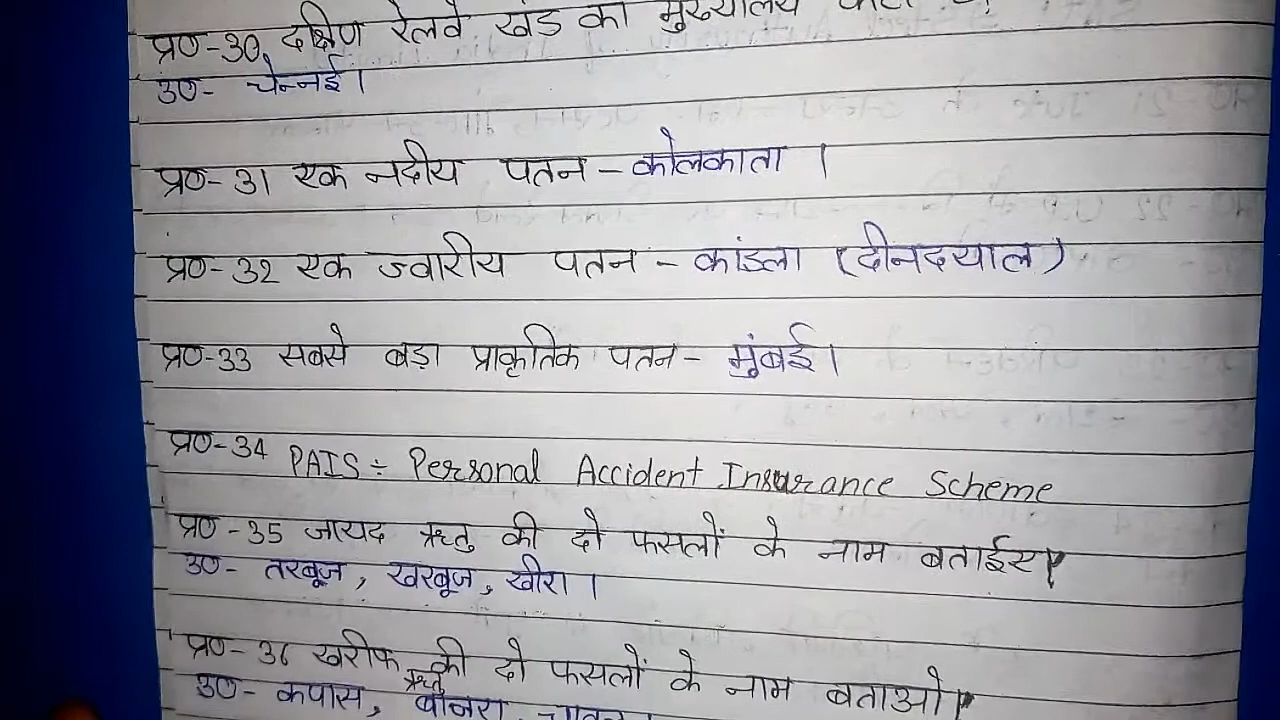 प्र०-30, दक्षिण रेलवे खंड का मुख्यालय
उ०- चेन्नई।
प्र०-31 एक नदीय पतन - कोलकाता ।
प्र०-32 एक ज्वारीय पतन - कांडला (दीनदयाल)
प्र०-33 सबसे बड़ा प्राकृतिक पतन - मुंबई।
प्र०-34 PAIS ÷ Personal Accident Insurance Scheme
प्र०-35 जायद ऋतु की दो फसलों के नाम बताईए।
उ०- तरबूज, खरबूज, खीरा ।
प्र०-36 खरीफ ऋतु की दो फसलों के नाम बताओ।
उ०- कपास, बाजरा,